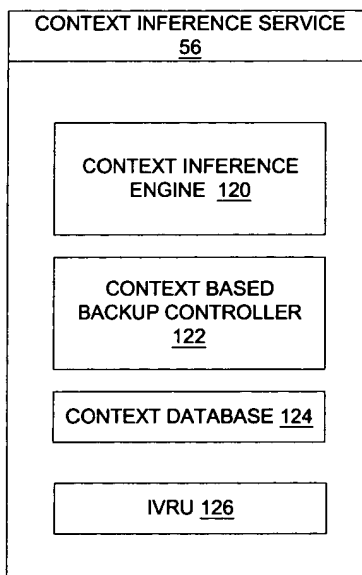 CONTEXT INFERENCE SERVICE
56
CONTEXT INFERENCE
ENGINE 120
CONTEXT BASED
BACKUP CONTROLLER
122
CONTEXT DATABASE 124
IVRU 126